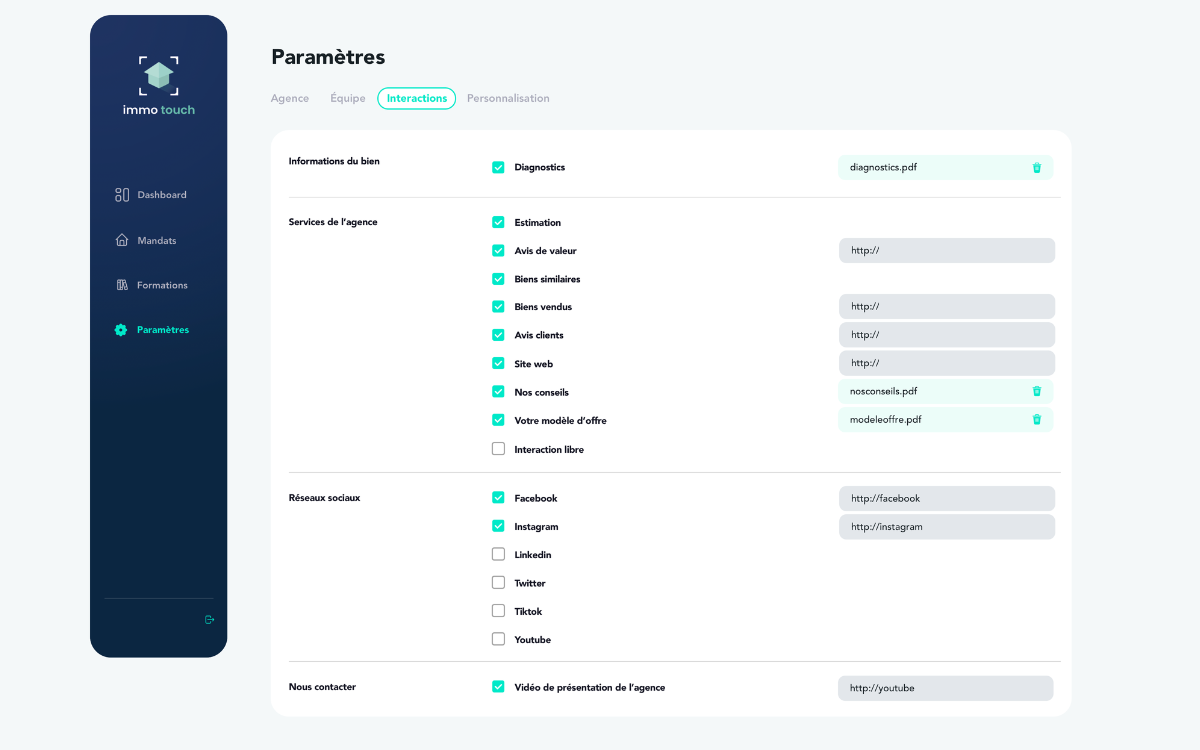 immo touch
Dashboard
Mandats
Formations
Paramètres
Paramètres
Agence Équipe Interactions Personnalisation
Informations du bien
Diagnostics
diagnostics.pdf
Services de l’agence
Estimation
Avis de valeur
http://
Biens similaires
Biens vendus
http://
Avis clients
http://
Site web
http://
Nos conseils
nosconseils.pdf
Votre modèle d’offre
modeleoffre.pdf
Interaction libre
Réseaux sociaux
Facebook
http://facebook
Instagram
http://instagram
Linkedin
Twitter
Tiktok
Youtube
Nous contacter
Vidéo de présentation de l’agence
http://youtube